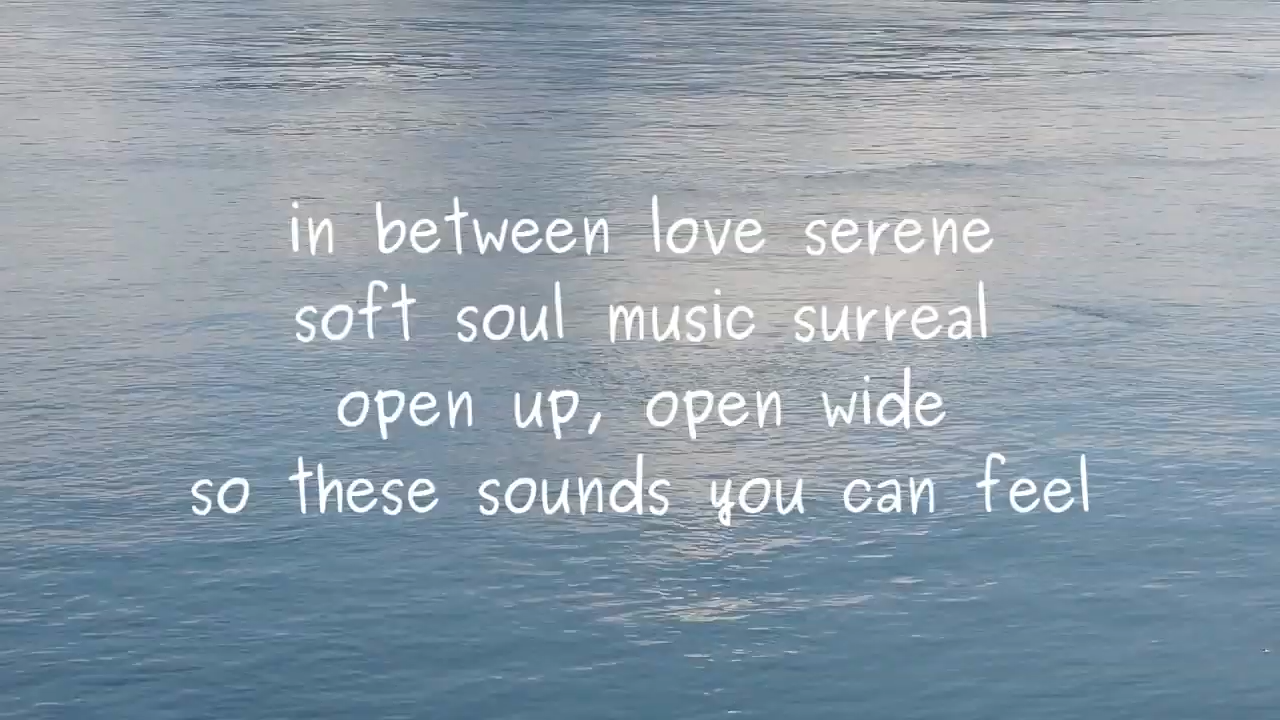 in between love serene
soft soul music surreal
open up, open wide
so these sounds you can feel